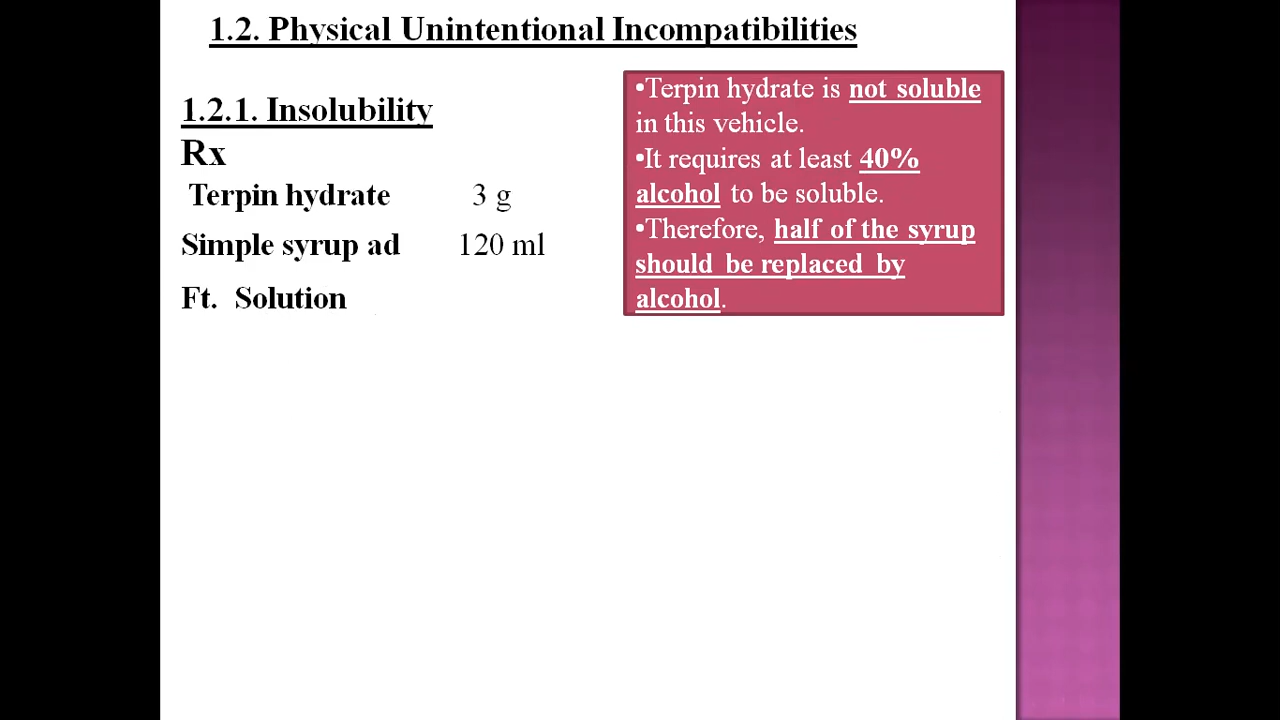 1.2. Physical Unintentional Incompatibilities
1.2.1. Insolubility
Rx
Terpin hydrate 3 g
Simple syrup ad 120 ml
Ft. Solution
•Terpin hydrate is not soluble
in this vehicle.
•It requires at least 40%
alcohol to be soluble.
•Therefore, half of the syrup
should be replaced by
alcohol.